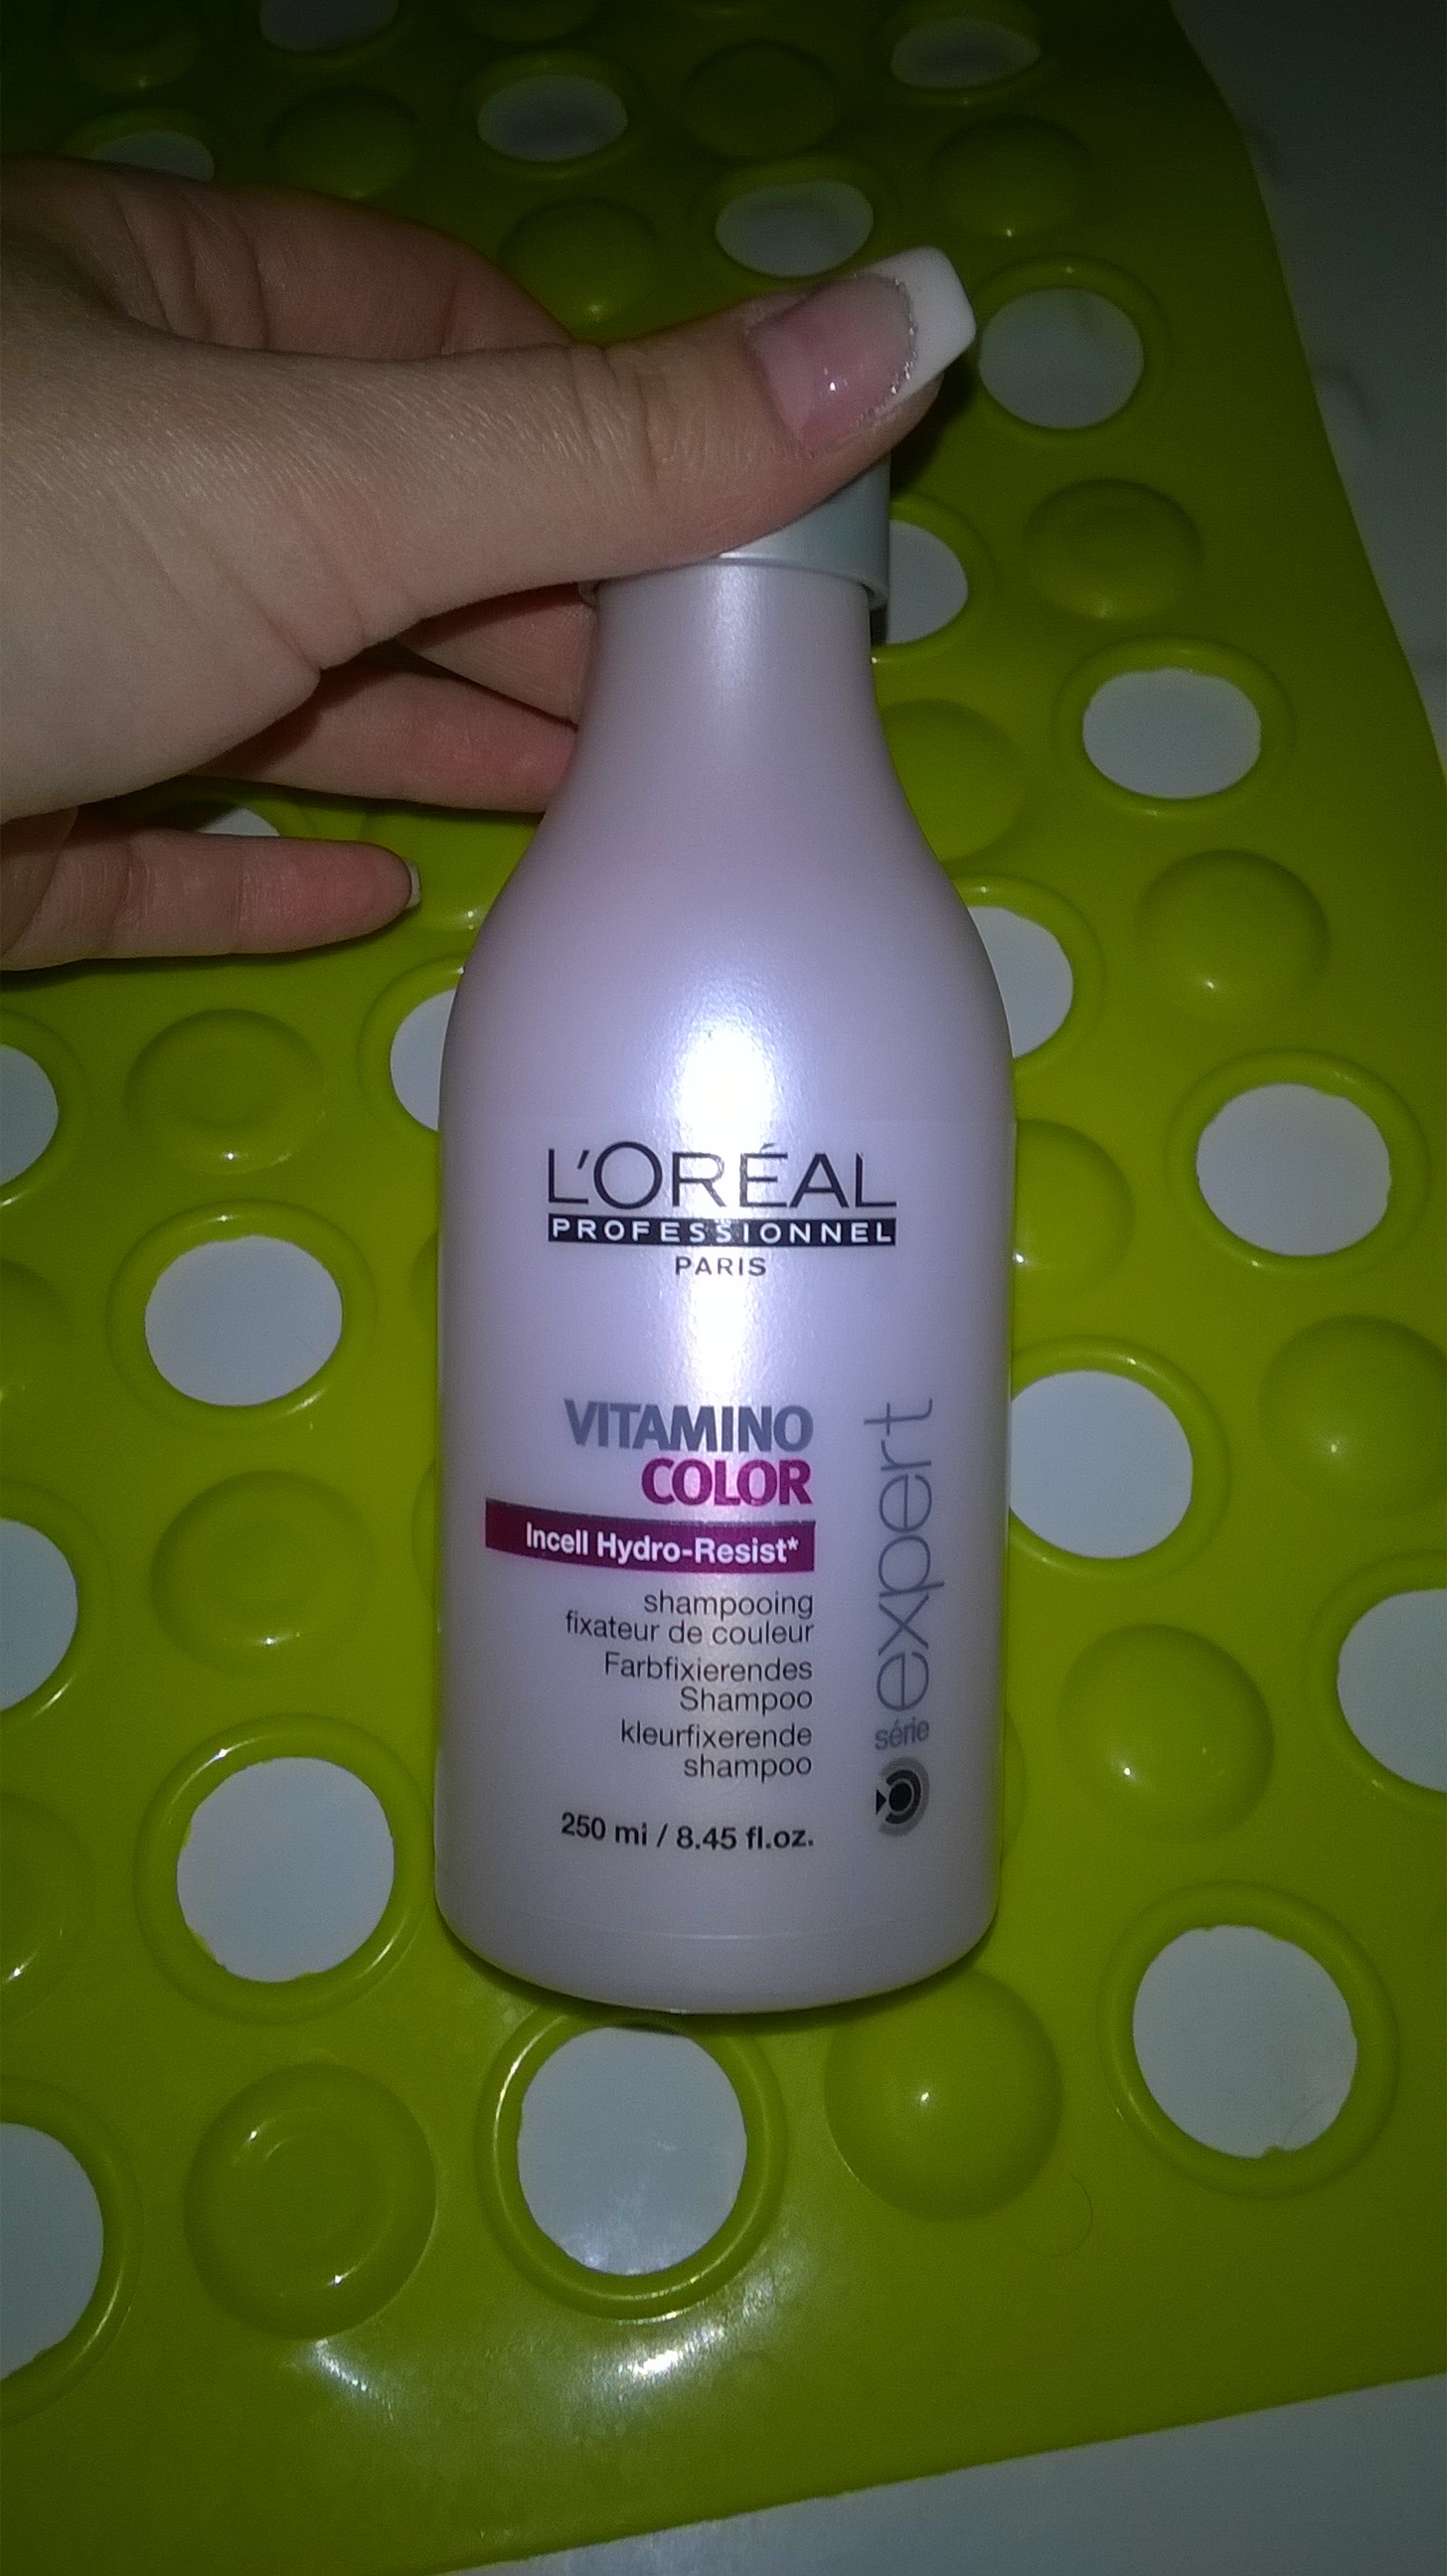 L'ORÉAL
PROFESSIONNEL
PARIS
VITAMINO
COLOR
Incell Hydro-Resist*
shampooing
fixateur de couleur
Farbfixierendes
Shampoo
kleurfixerende
shampoo
250 ml / 8.45 fl.oz.
série expert